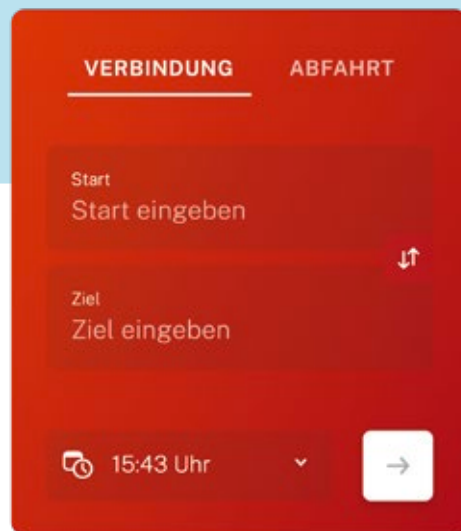 VERBINDUNG ABFAHRT
Start
Start eingeben
Ziel
Ziel eingeben
15:43 Uhr